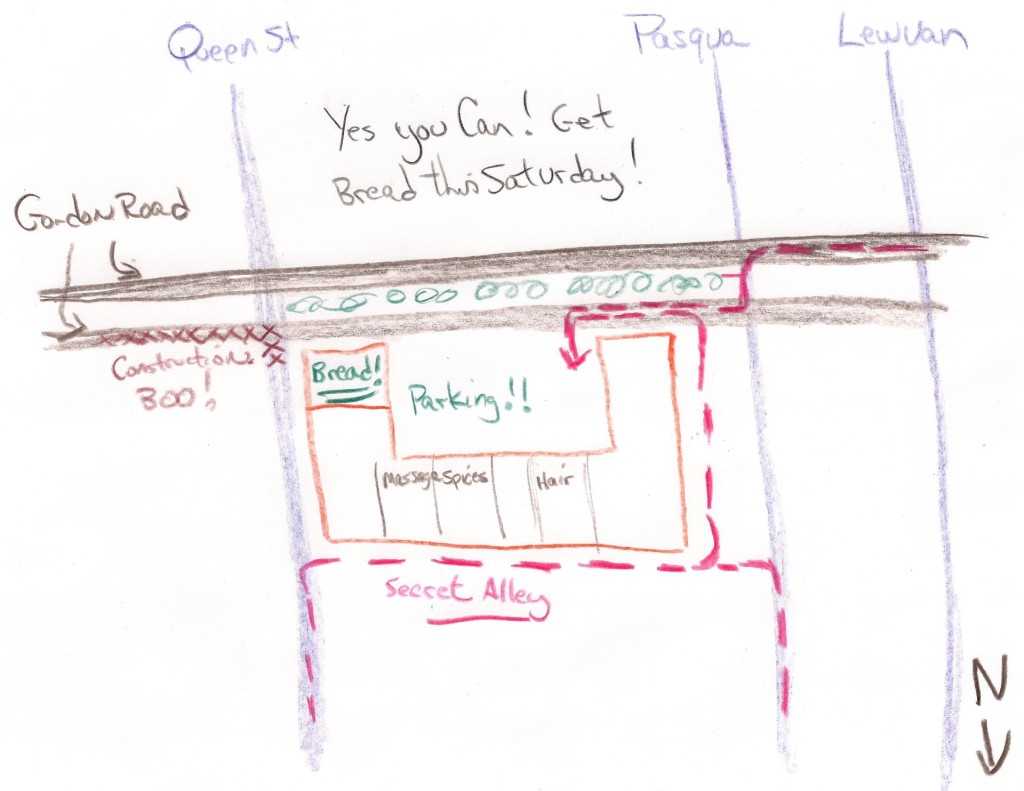 Queen St
Pasqua
Lewvan
Yes you Can! Get
Bread this Saturday!
Gordon Road
Construction.
BOO!
Bread!
Parking!!
Massage
Spices
Hair
Secret Alley
N